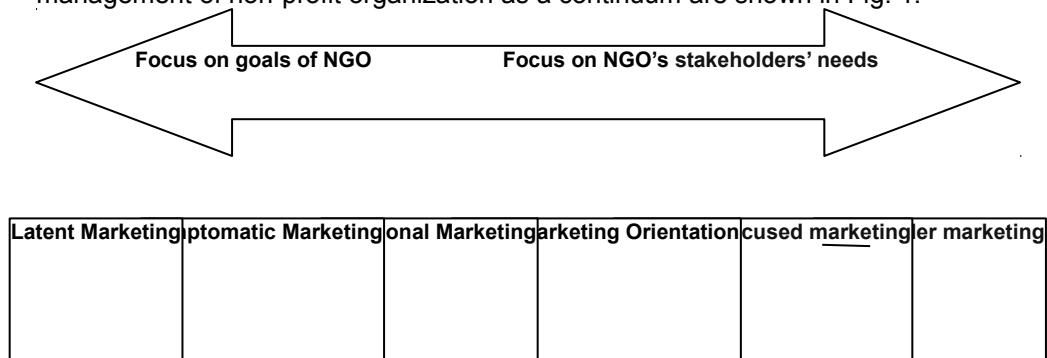 management of non-profit organization as a continuum are shown in Fig. 1.
Focus on goals of NGO Focus on NGO’s stakeholders’ needs
Latent Marketing ptomatic Marketing onal Marketing arketing Orientation cused marketing er marketing